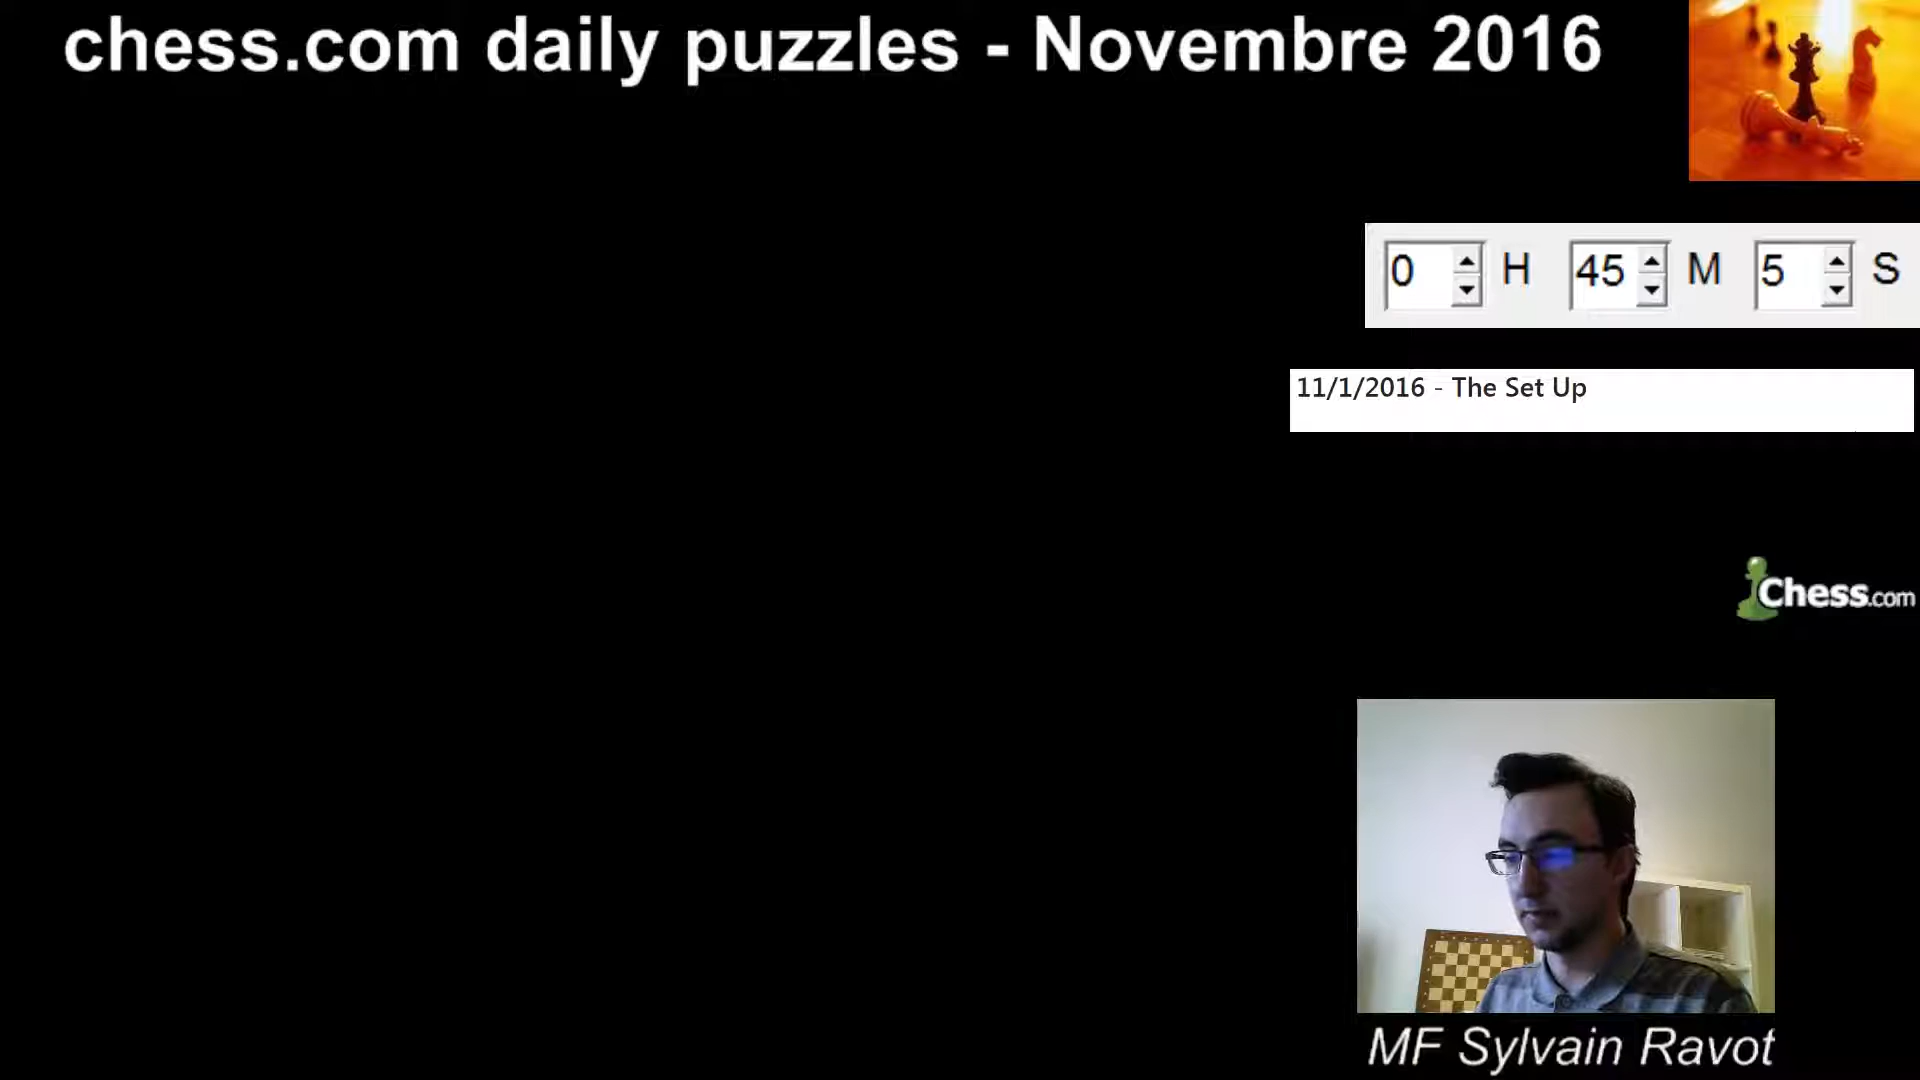 chess.com daily puzzles - Novembre 2016
0 H 45 M 5 S
11/1/2016 - The Set Up
Chess.com
MF Sylvain Ravot